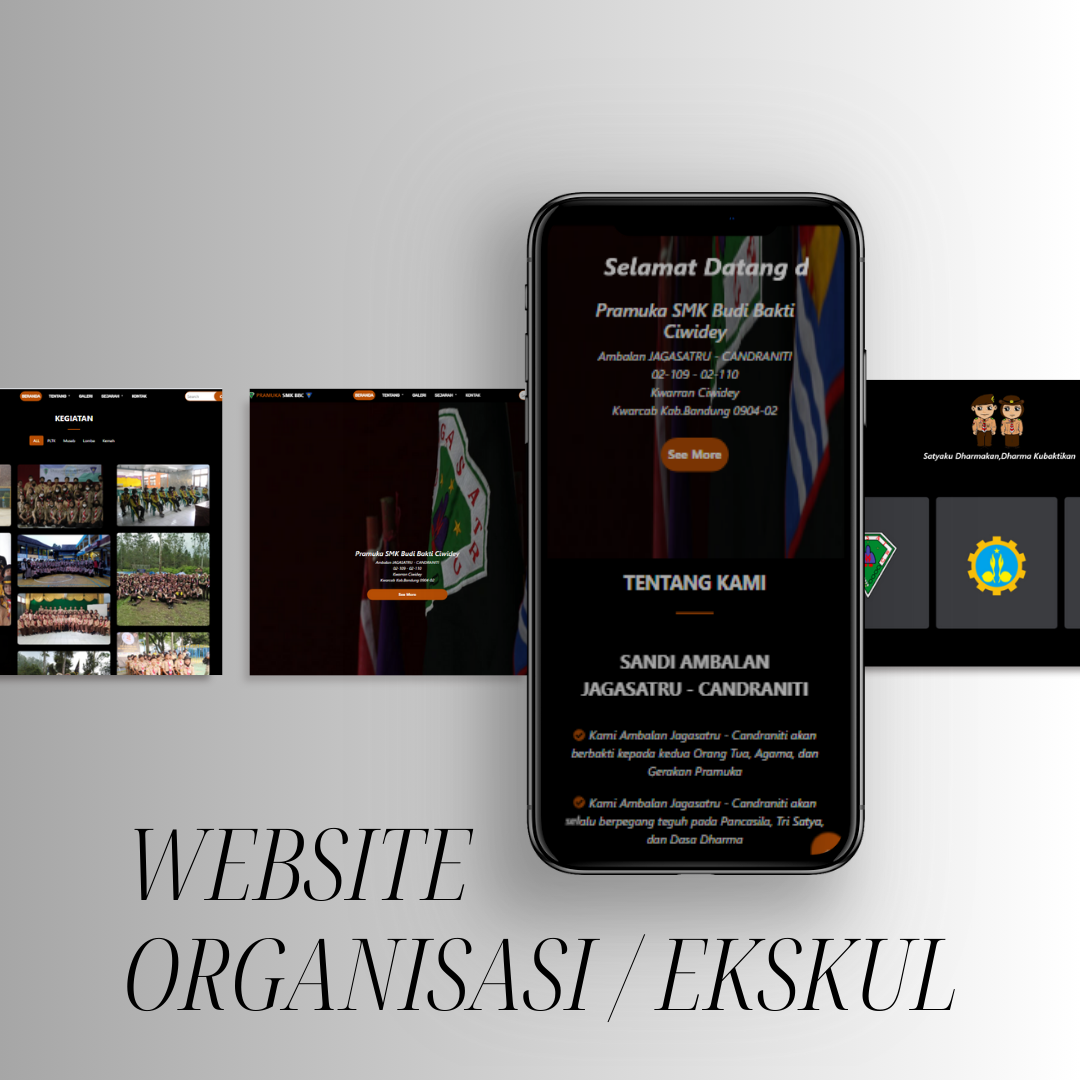 BERANDA TENTANG GALERI SEJARAH KONTAK
Search
KEGIATAN
ALL
Lomba
Kemah
PRAMUKA SMK BBC
BERANDA TENTANG GALERI SEJARAH KONTAK
AGASATRU
Pramuka SMK Budi Bakti Ciwidey
Ambalan JAGASATRU - CANDRANITI
02-109 - 02-110
Kwarran Ciwidey
Kwarcab Kab.Bandung 0904-02
See More
Selamat Datang d
Pramuka SMK Budi Bakti
Ciwidey
Ambalan JAGASATRU - CANDRANITI
02-109 - 02-110
Kwarran Ciwidey
Kwarcab Kab.Bandung 0904-02
See More
TENTANG KAMI
SANDI AMBALAN
JAGASATRU - CANDRANITI
Kami Ambalan Jagasatru - Candraniti akan
berbakti kepada kedua Orang Tua, Agama, dan
Gerakan Pramuka
Kami Ambalan Jagasatru - Candraniti akan
selalu berpegang teguh pada Pancasila, Tri Satya,
dan Dasa Dharma
Satyaku Dharmakan,Dharma Kubaktikan
WEBSITE
ORGANISASI / EKSKUL